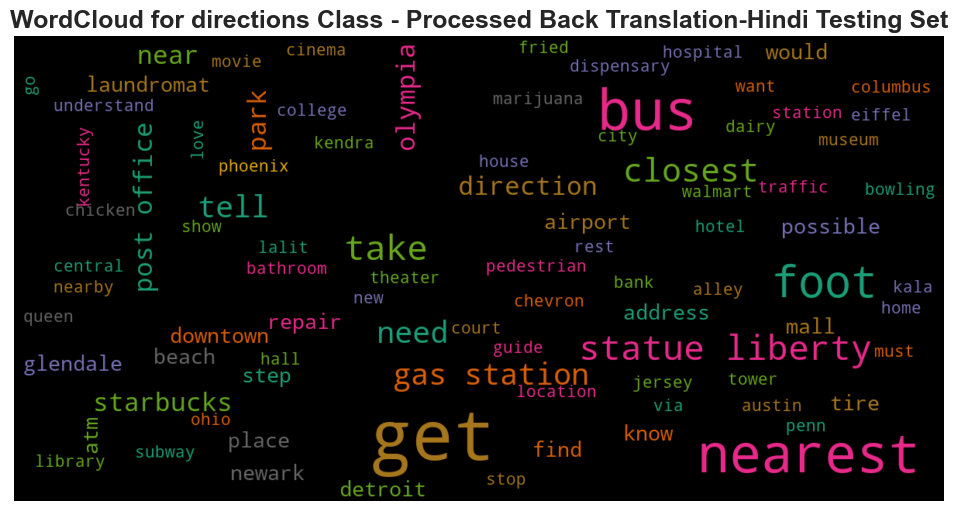 WordCloud for directions Class - Processed Back Translation-Hindi Testing Set
near
cinema
movie
laundromat
go
understand
college
park
olympia
love
kentucky
post office
phoenix
kendra
chicken
tell
show
lalit
take
central
bathroom
theater
nearby
new
queen
repair
need
downtown
glendale
beach
hall
step
starbucks
ohio
atm
place
library
subway
newark
detroit
get
fried
hospital
would
dispensary
marijuana
bus
want
columbus
station
eiffel
city
dairy
museum
house
closest
direction
walmart
traffic
bowling
airport
hotel
possible
rest
pedestrian
bank
alley
foot
kala
home
chevron
address
court
mall
guide
statue liberty
must
gas station
location
jersey
tower
via
austin
tire
penn
know
find
nearest
stop